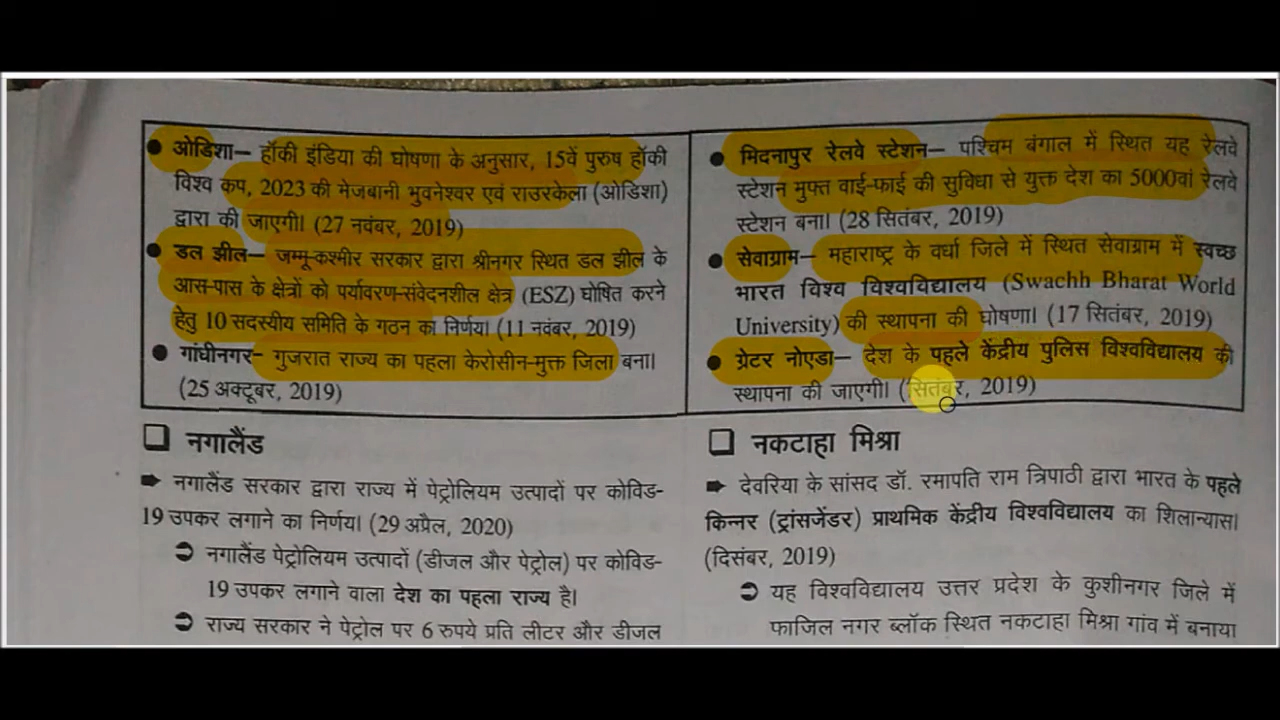 ● ओडिशा– हॉकी इंडिया की घोषणा के अनुसार, 15वें पुरुष हॉकी
विश्व कप, 2023 की मेजबानी भुवनेश्वर एवं राउरकेला (ओडिशा)
द्वारा की जाएगी। (27 नवंबर, 2019)
● डल झील– जम्मू-कश्मीर सरकार द्वारा श्रीनगर स्थित डल झील के
आस-पास के क्षेत्रों को पर्यावरण-संवेदनशील क्षेत्र (ESZ) घोषित करने
हेतु 10 सदस्यीय समिति के गठन का निर्णय। (11 नवंबर, 2019)
● गांधीनगर– गुजरात राज्य का पहला केरोसीन-मुक्त जिला बना।
(25 अक्टूबर, 2019)
❑ नगालैंड
➡ नगालैंड सरकार द्वारा राज्य में पेट्रोलियम उत्पादों पर कोविड-
19 उपकर लगाने का निर्णय। (29 अप्रैल, 2020)
➲ नगालैंड पेट्रोलियम उत्पादों (डीजल और पेट्रोल) पर कोविड-
19 उपकर लगाने वाला देश का पहला राज्य है।
➲ राज्य सरकार ने पेट्रोल पर 6 रुपये प्रति लीटर और डीजल
● मिदनापुर रेलवे स्टेशन– पश्चिम बंगाल में स्थित यह रेलवे
स्टेशन मुफ्त वाई-फाई की सुविधा से युक्त देश का 5000वां रेलवे
स्टेशन बना। (28 सितंबर, 2019)
● सेवाग्राम– महाराष्ट्र के वर्धा जिले में स्थित सेवाग्राम में स्वच्छ
भारत विश्व विश्वविद्यालय (Swachh Bharat World
University) की स्थापना की घोषणा। (17 सितंबर, 2019)
● ग्रेटर नोएडा– देश के पहले केंद्रीय पुलिस विश्वविद्यालय की
स्थापना की जाएगी। (सितंबर, 2019)
❑ नकटाहा मिश्रा
➡ देवरिया के सांसद डॉ. रमापति राम त्रिपाठी द्वारा भारत के पहले
किन्नर (ट्रांसजेंडर) प्राथमिक केंद्रीय विश्वविद्यालय का शिलान्यास।
(दिसंबर, 2019)
➲ यह विश्वविद्यालय उत्तर प्रदेश के कुशीनगर जिले में
फाजिल नगर ब्लॉक स्थित नकटाहा मिश्रा गांव में बनाया